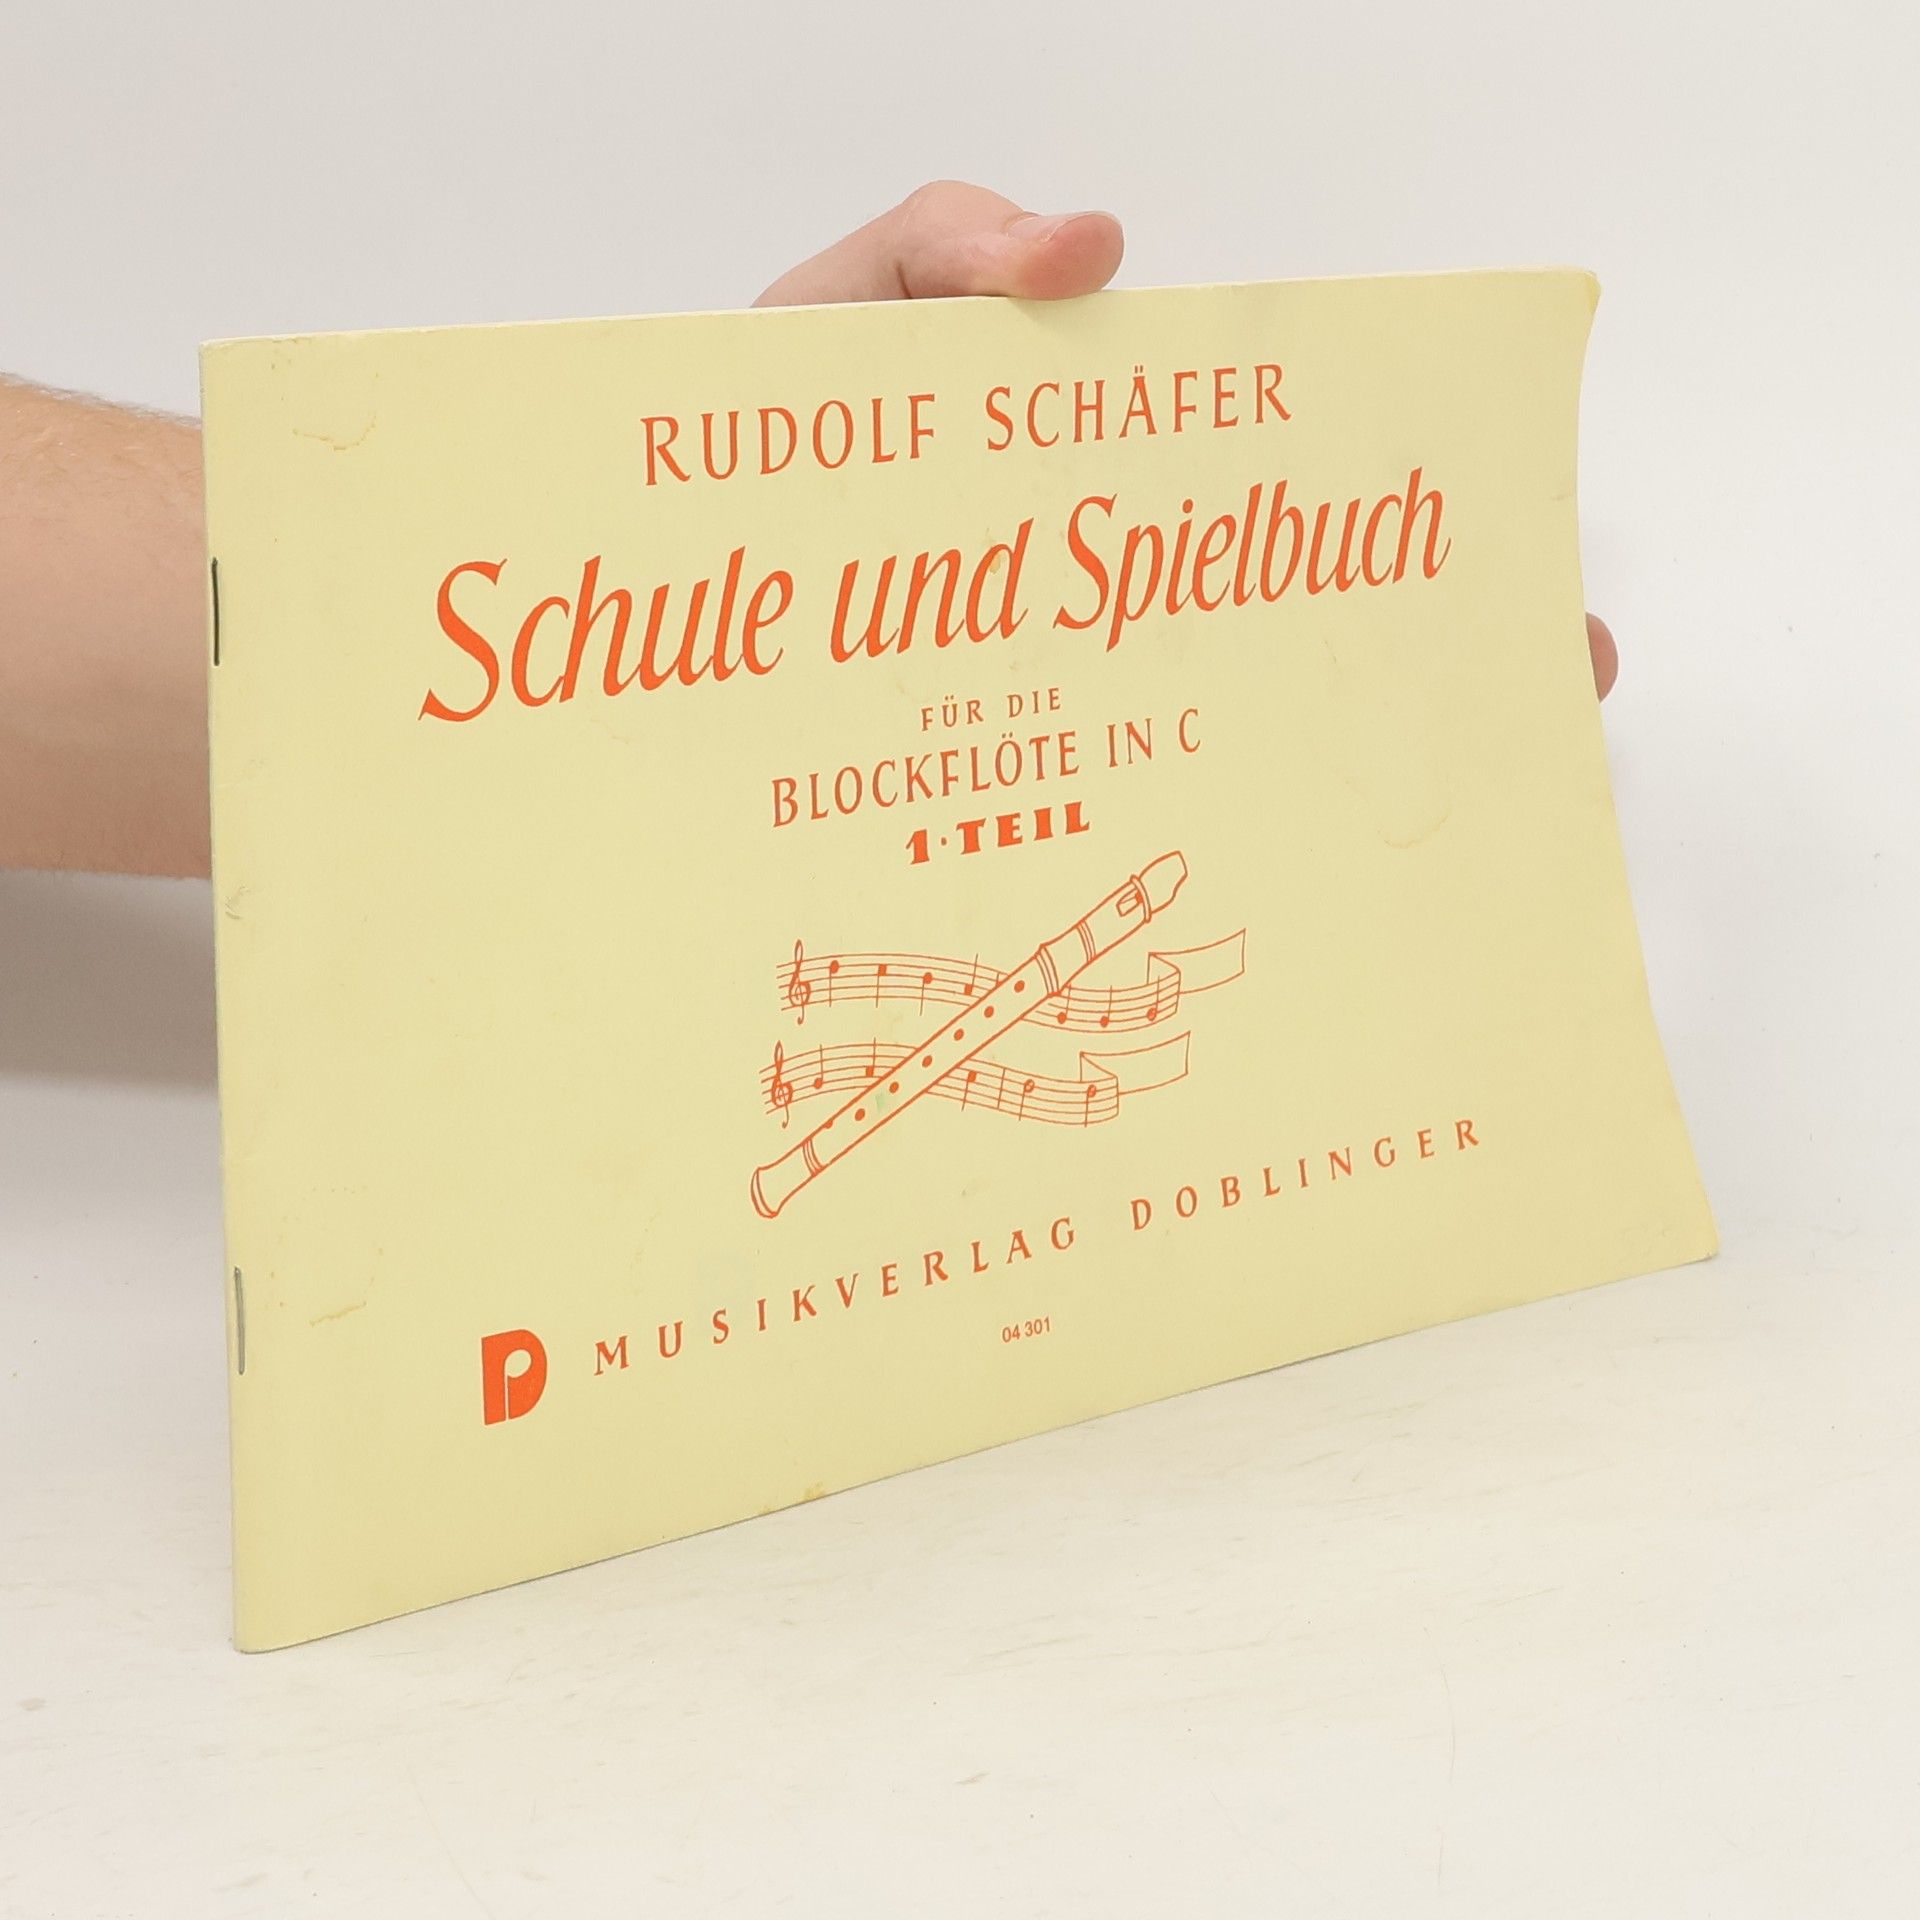 RUDOLF SCHÄFER
Schule und Spielbuch
FÜR DIE
BLOCKFLÖTE IN C
1·TEIL
D MUSIKVERLAG DOBLINGER
04 301